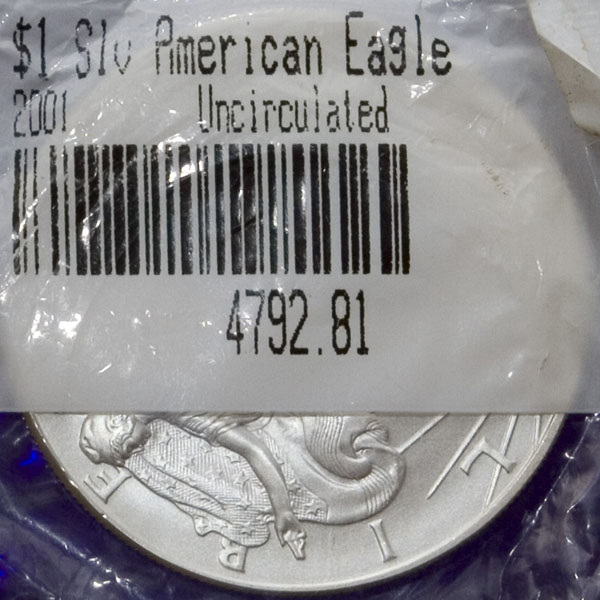 $1 Slv American Eagle
2001 Uncirculated
4792.81
L I
E R